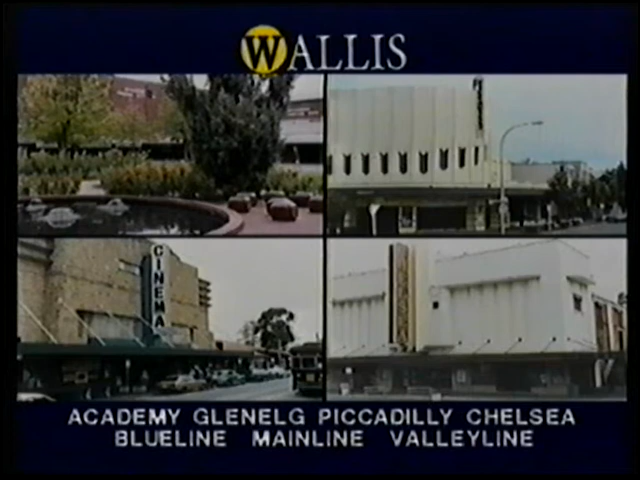 WALLIS
CINEMA
ACADEMY GLENELG PICCADILLY CHELSEA
BLUELINE MAINLINE VALLEYLINE